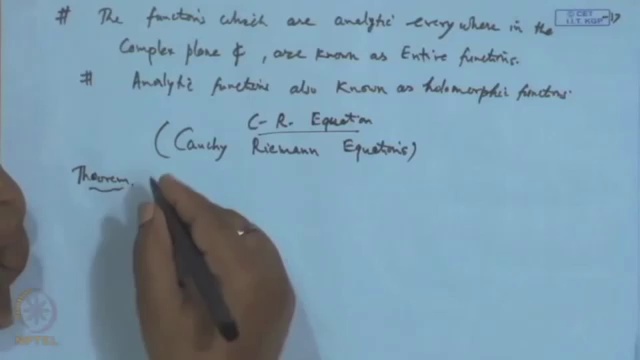 © CET
I.I.T. KGP
# The functions which are analytic everywhere in the
Complex plane ₵, are known as Entire functions.
# Analytic functions also known as holomorphic functions.
C-R. Equation
(Cauchy Riemann Equations)
Theorem.
NPTEL